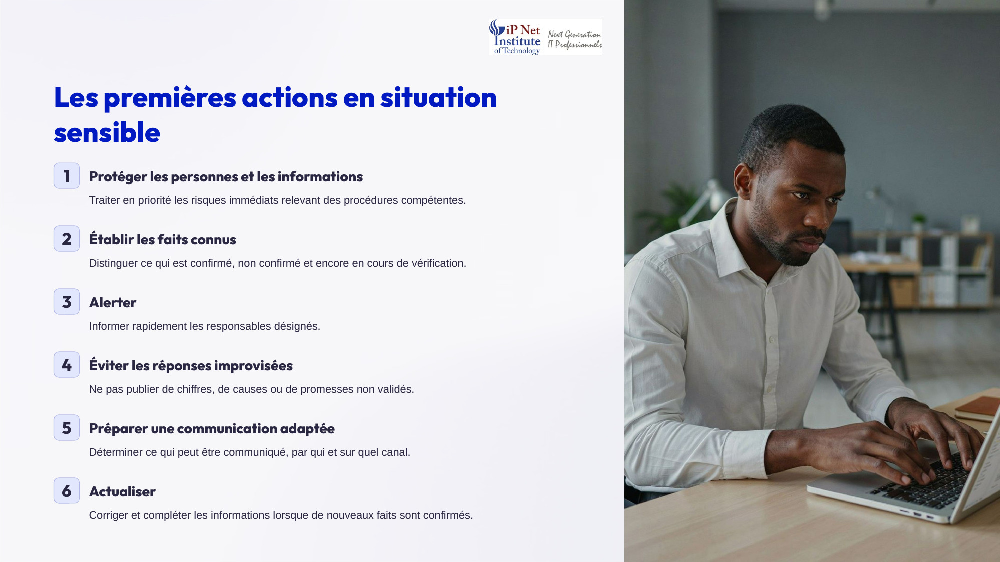 iP Net
Institute
of Technology
Next Generation
IT Professionnels
Les premières actions en situation
sensible
1
Protéger les personnes et les informations
Traiter en priorité les risques immédiats relevant des procédures compétentes.
2
Établir les faits connus
Distinguer ce qui est confirmé, non confirmé et encore en cours de vérification.
3
Alerter
Informer rapidement les responsables désignés.
4
Éviter les réponses improvisées
Ne pas publier de chiffres, de causes ou de promesses non validés.
5
Préparer une communication adaptée
Déterminer ce qui peut être communiqué, par qui et sur quel canal.
6
Actualiser
Corriger et compléter les informations lorsque de nouveaux faits sont confirmés.